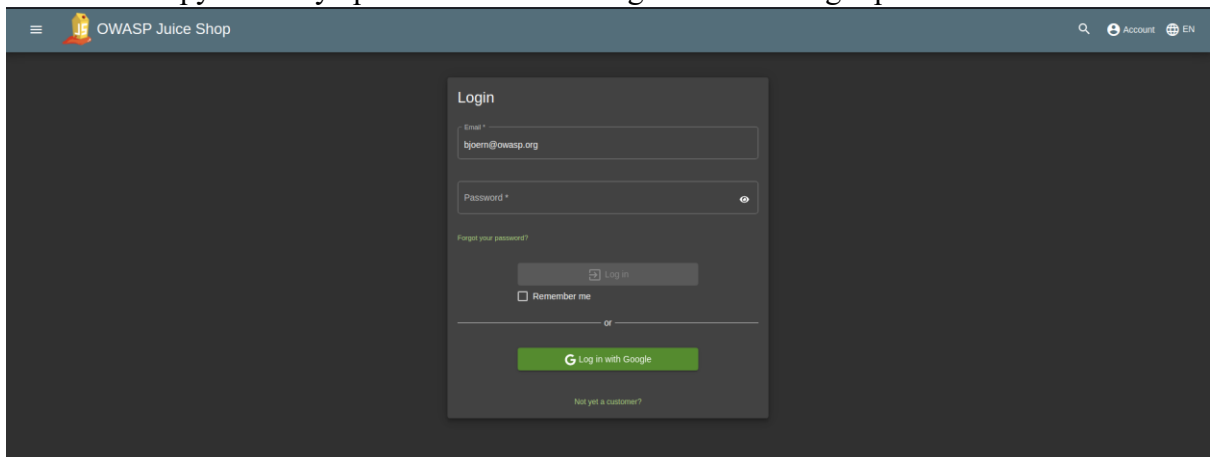 OWASP Juice Shop
Account EN
Login
Email *
bjoern@owasp.org
Password *
Forgot your password?
Log in
Remember me
or
G Log in with Google
Not yet a customer?